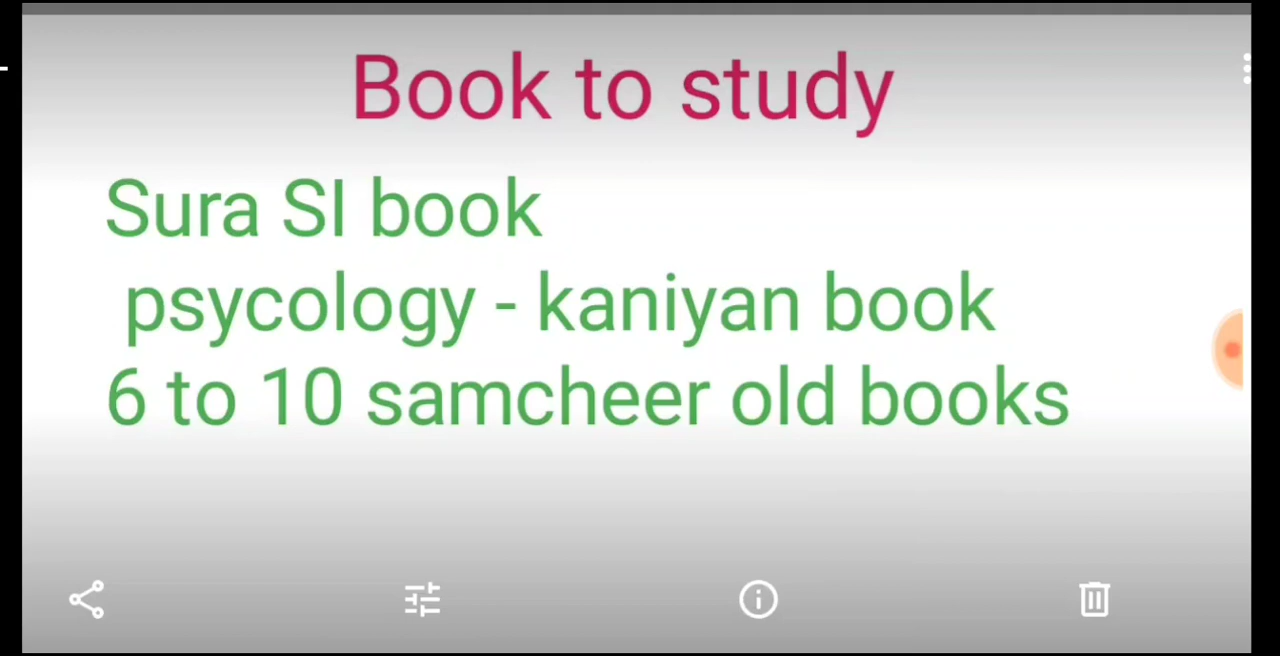 Book to study
Sura SI book
psycology - kaniyan book
6 to 10 samcheer old books